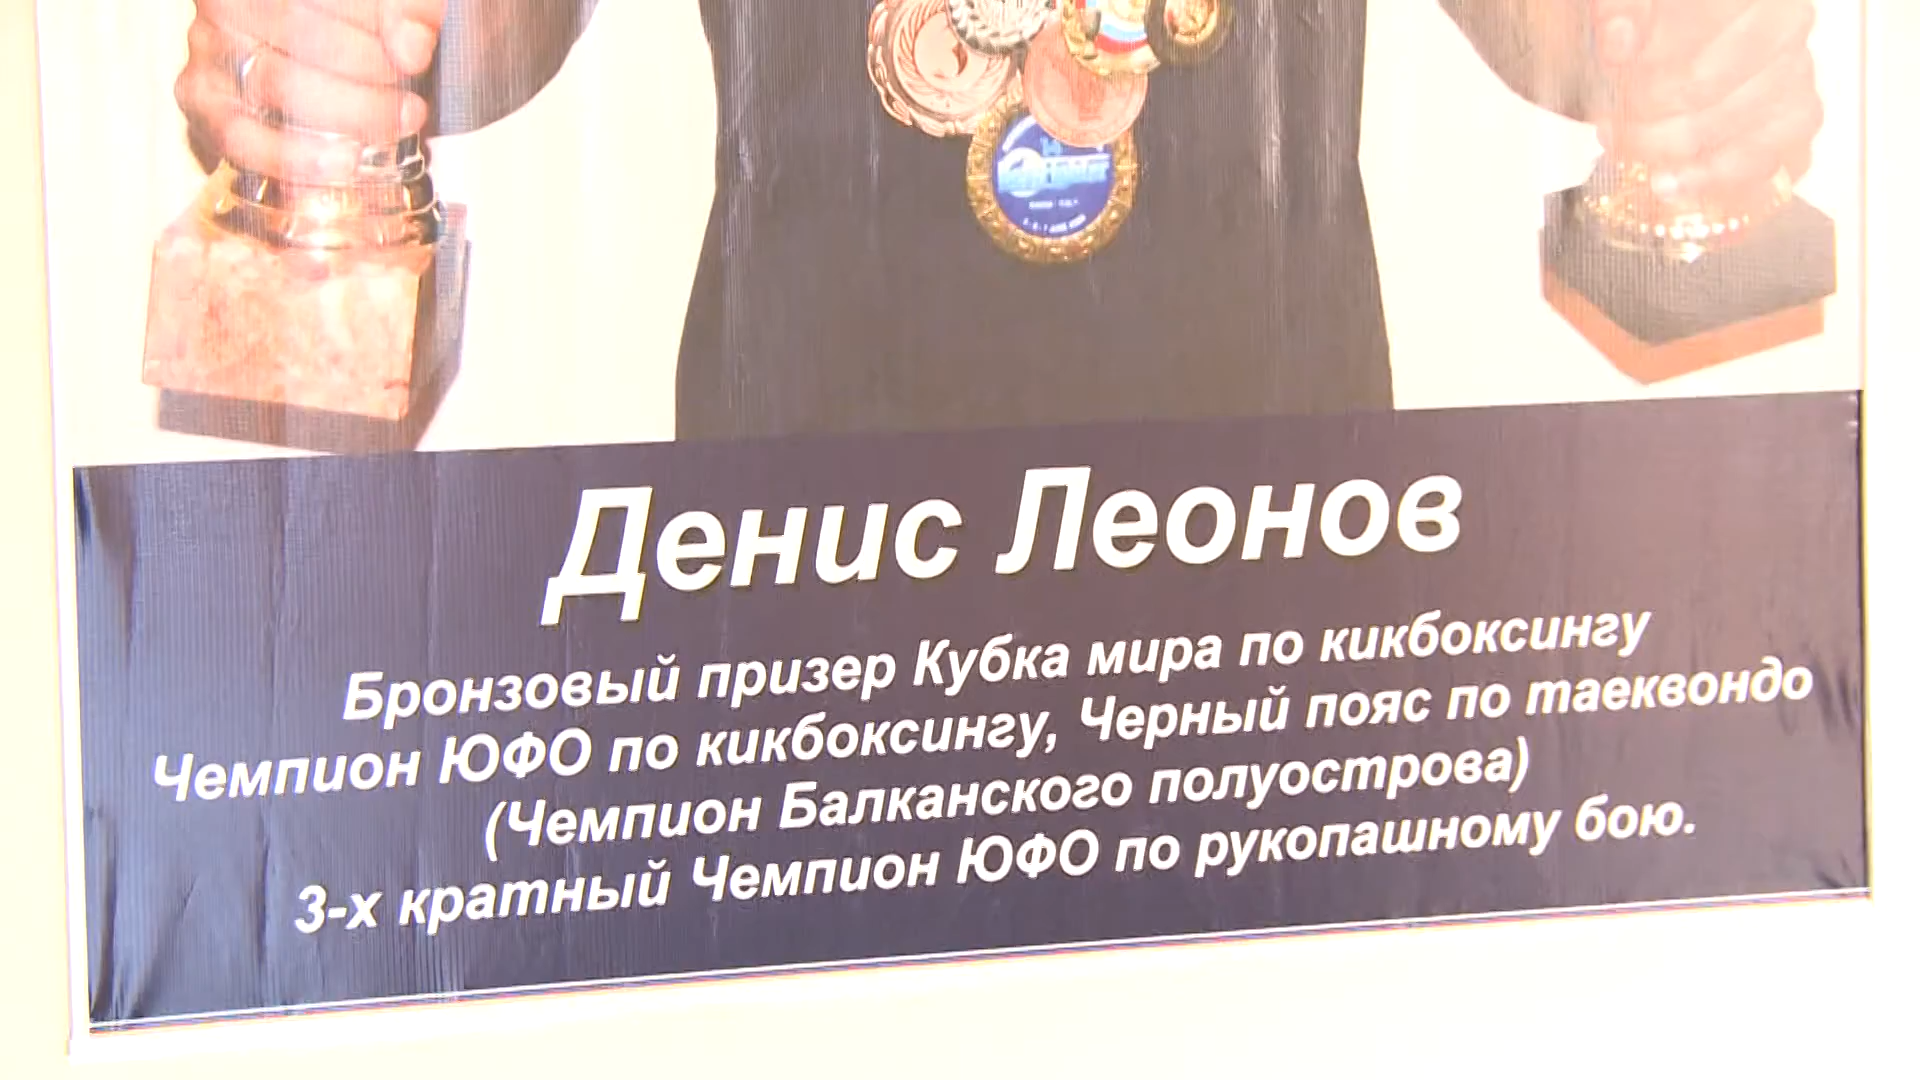 Денис Леонов
Бронзовый призер Кубка мира по кикбоксингу
Чемпион ЮФО по кикбоксингу, Черный пояс по таеквондо
(Чемпион Балканского полуострова)
3-х кратный Чемпион ЮФО по рукопашному бою.